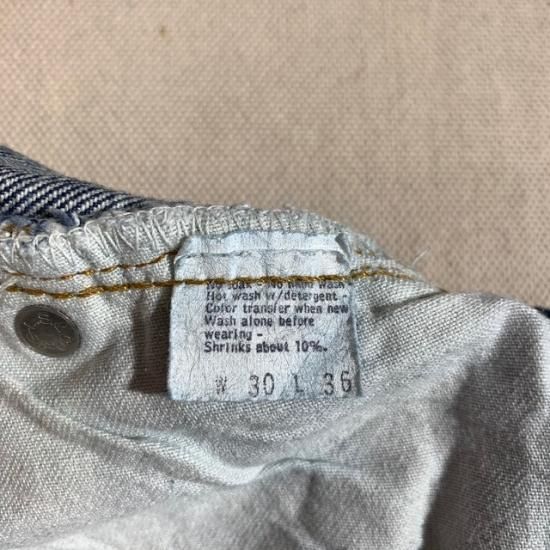 No soak - No hand wash
Hot wash w/detergent -
Color transfer when new
Wash alone before
wearing -
Shrinks about 10%.
W 30 L 36